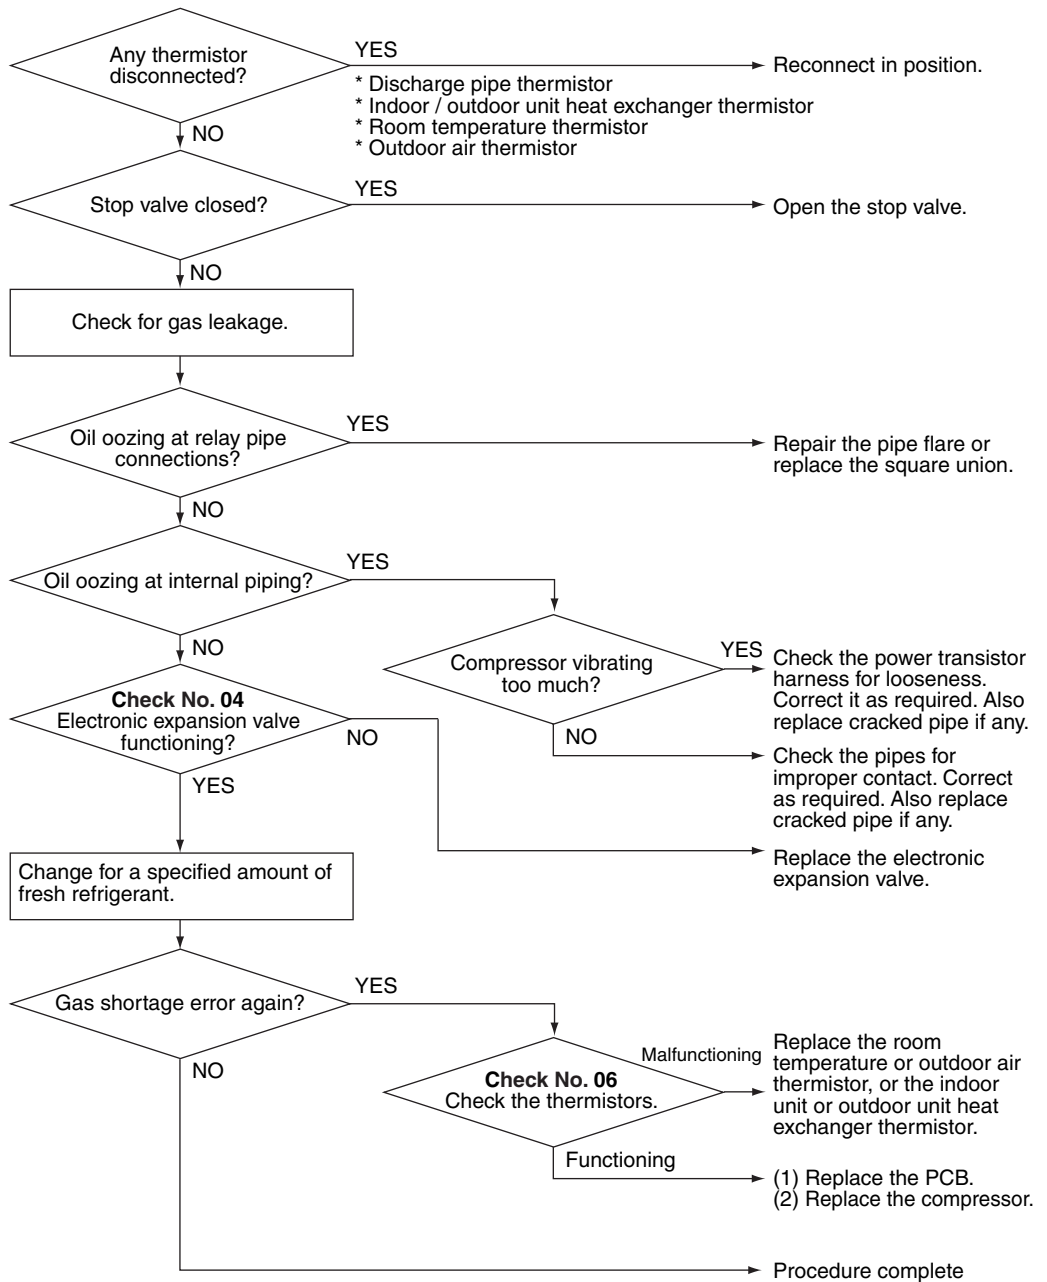 Any thermistor
disconnected?
YES
Reconnect in position.
* Discharge pipe thermistor
* Indoor / outdoor unit heat exchanger thermistor
* Room temperature thermistor
* Outdoor air thermistor
NO
Stop valve closed?
YES
Open the stop valve.
NO
Check for gas leakage.
Oil oozing at relay pipe
connections?
YES
Repair the pipe flare or
replace the square union.
NO
Oil oozing at internal piping?
YES
NO
Compressor vibrating
too much?
YES
Check the power transistor
harness for looseness.
Correct it as required. Also
replace cracked pipe if any.
NO
Check the pipes for
improper contact. Correct
as required. Also replace
cracked pipe if any.
Check No. 04
Electronic expansion valve
functioning?
NO
Replace the electronic
expansion valve.
YES
Change for a specified amount of
fresh refrigerant.
Gas shortage error again?
YES
NO
Check No. 06
Check the thermistors.
Malfunctioning
Replace the room
temperature or outdoor air
thermistor, or the indoor
unit or outdoor unit heat
exchanger thermistor.
Functioning
(1) Replace the PCB.
(2) Replace the compressor.
Procedure complete